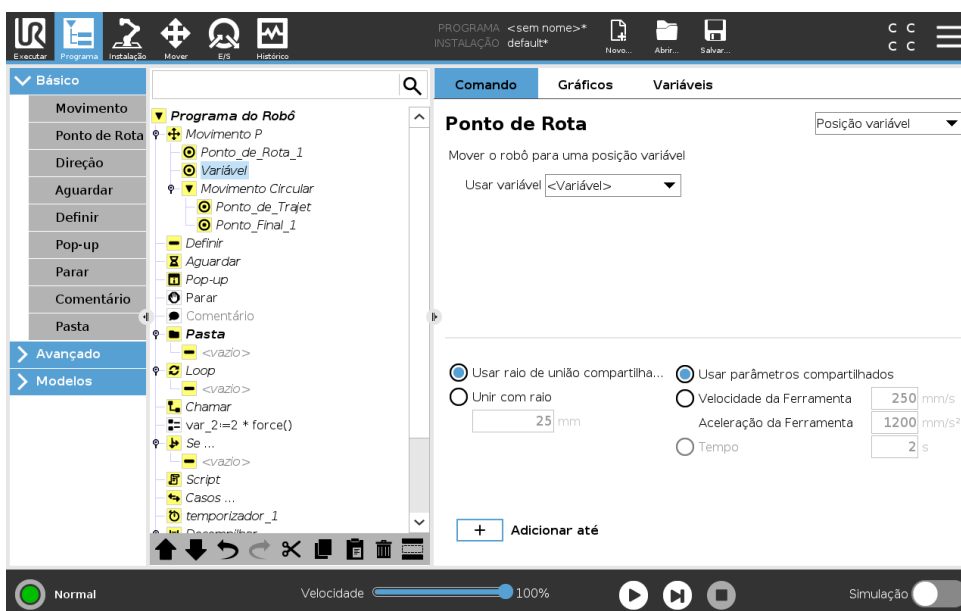 PROGRAMA <sem nome>*
INSTALAÇÃO default*
Executar Programa Instalação Mover E/S Histórico Novo... Abrir... Salvar...
C C
C C
Básico
Movimento
Ponto de Rota
Direção
Aguardar
Definir
Pop-up
Parar
Comentário
Pasta
Avançado
Modelos
Programa do Robô
Movimento P
Ponto_de_Rota_1
Variável
Movimento Circular
Ponto_de_Trajet
Ponto_Final_1
Definir
Aguardar
Pop-up
Parar
Comentário
Pasta
<vazio>
Loop
<vazio>
Chamar
var_2:=2 * force()
Se ...
<vazio>
Script
Casos ...
temporizador_1
Comando Gráficos Variáveis
Ponto de Rota Posição variável
Mover o robô para uma posição variável
Usar variável <Variável>
Usar raio de união compartilha... Usar parâmetros compartilhados
Unir com raio Velocidade da Ferramenta 250 mm/s
25 mm Aceleração da Ferramenta 1200 mm/s²
Tempo 2 s
+ Adicionar até
Normal Velocidade 100% Simulação